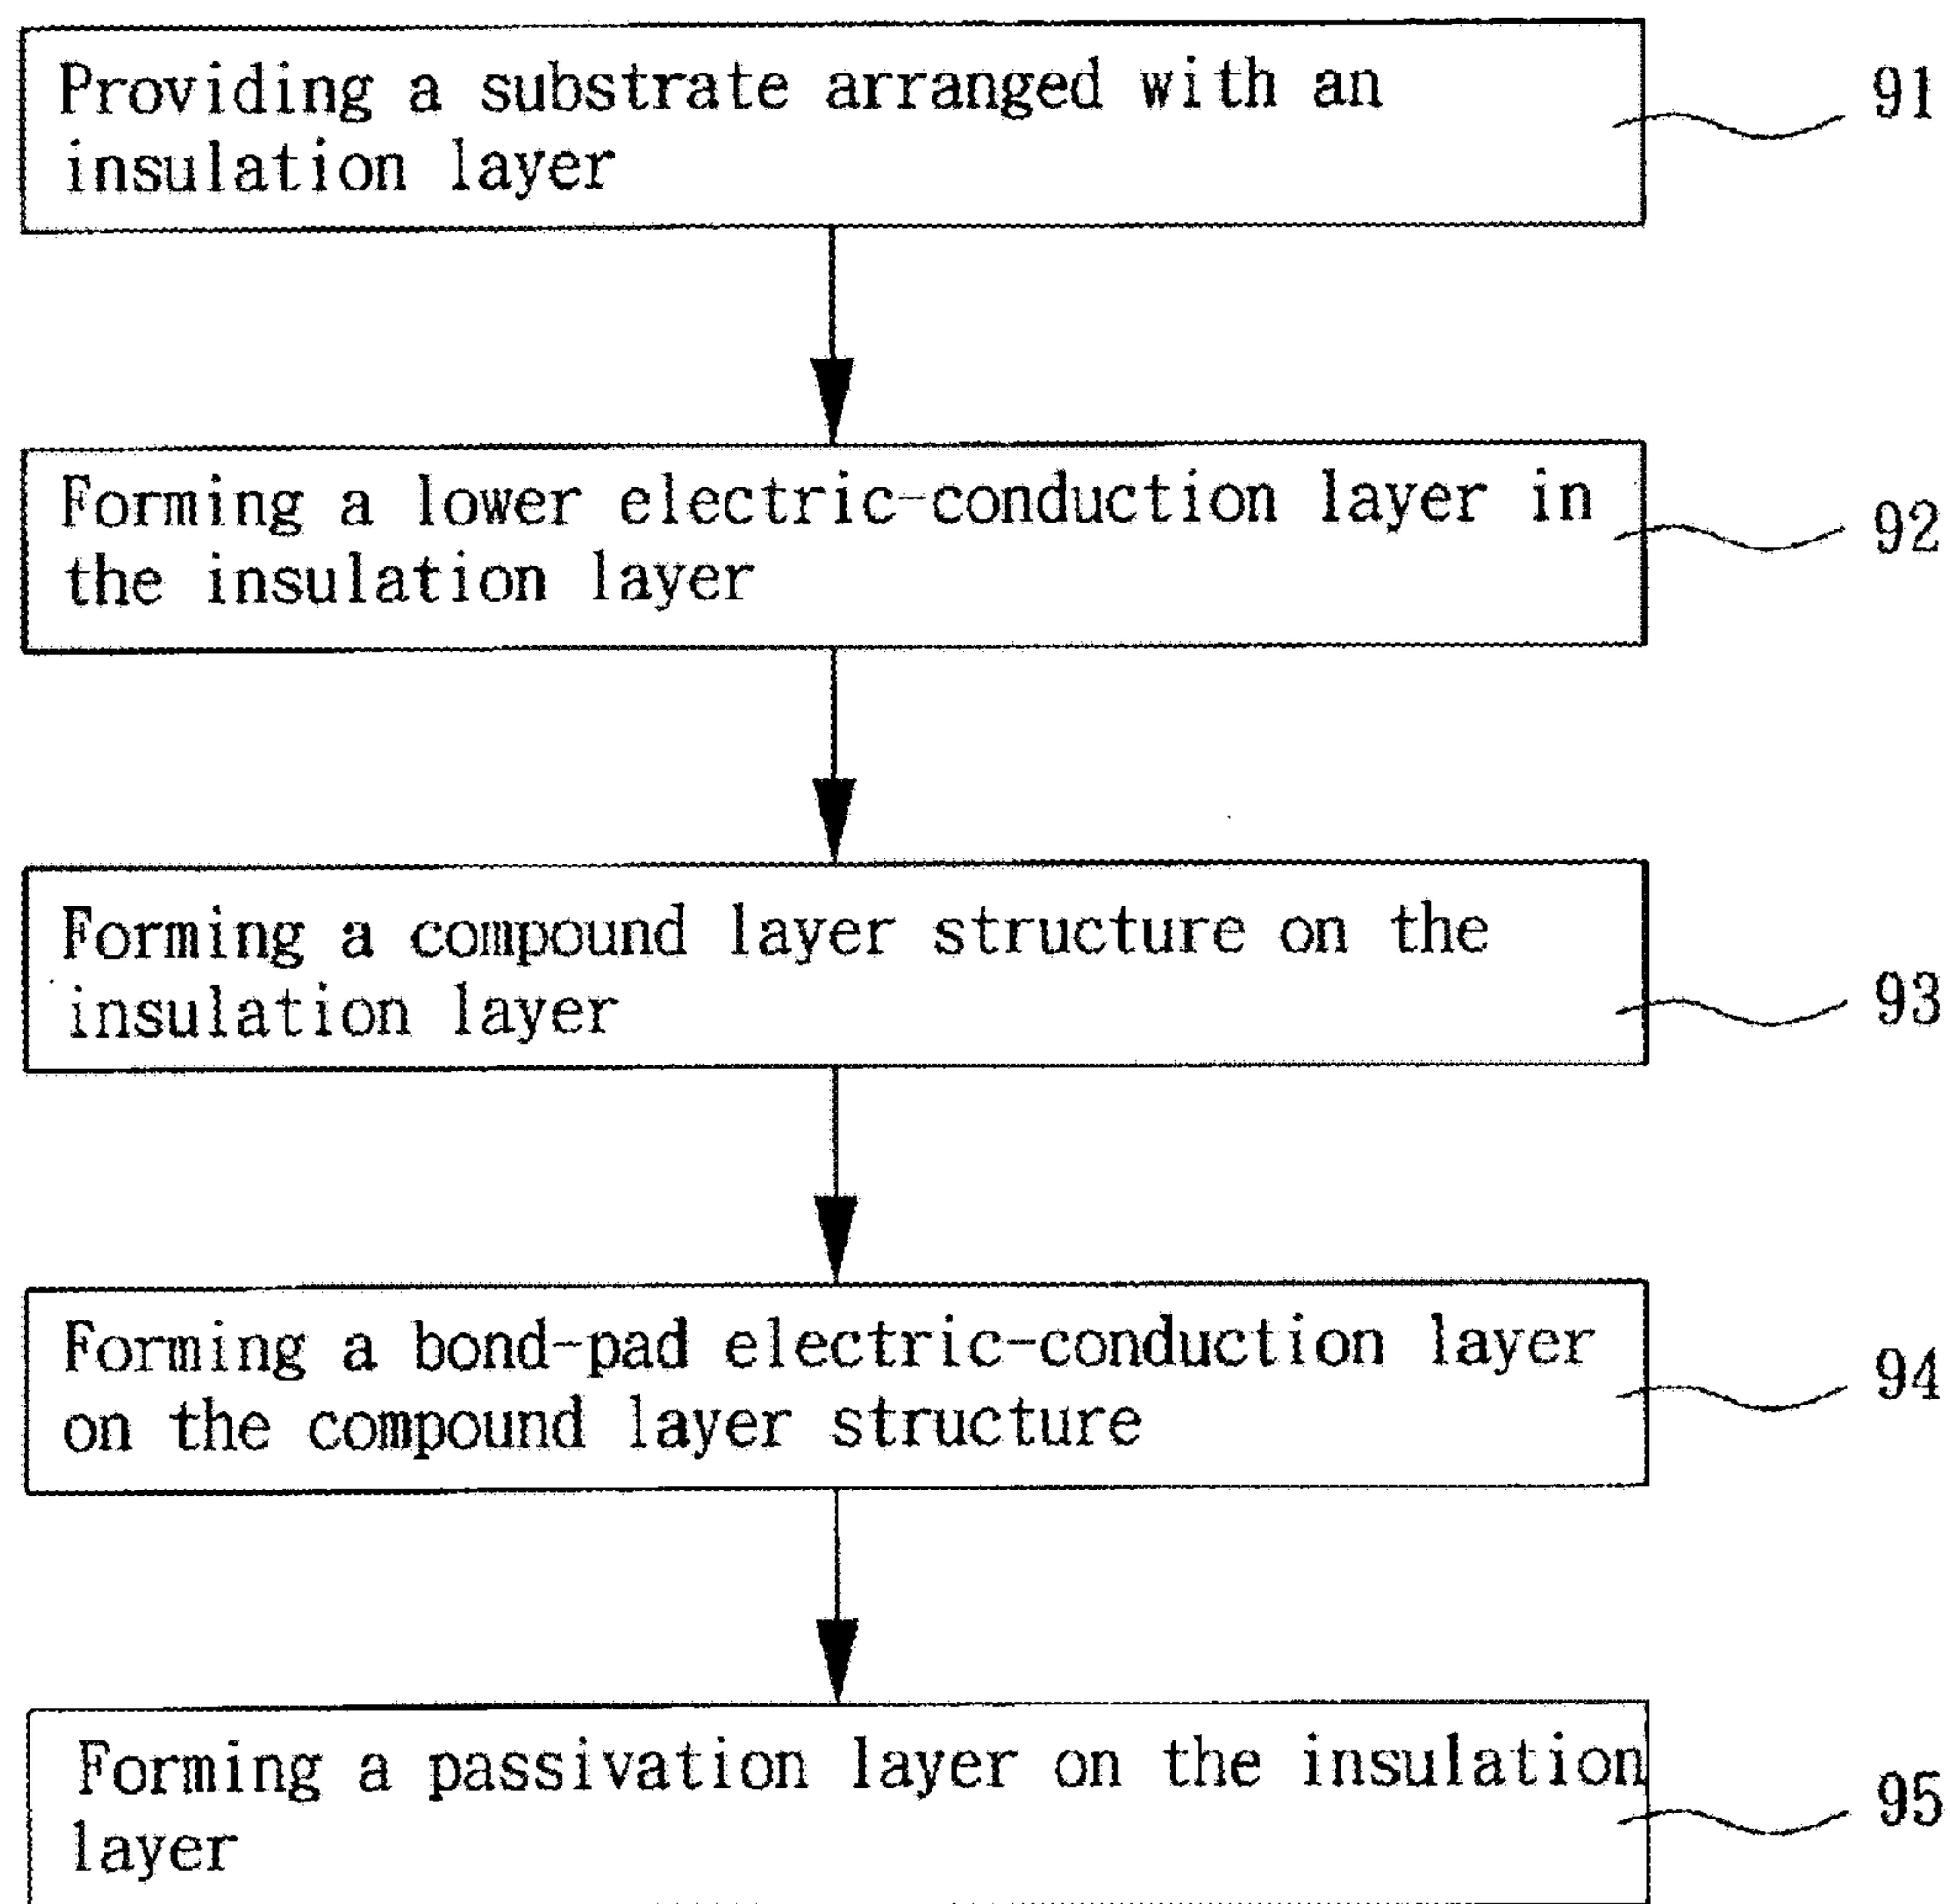 Providing a substrate arranged with an
insulation layer
91
Forming a lower electric-conduction layer in
the insulation layer
92
Forming a compound layer structure on the
insulation layer
93
Forming a bond-pad electric-conduction layer
on the compound layer structure
94
Forming a passivation layer on the insulation
layer
95